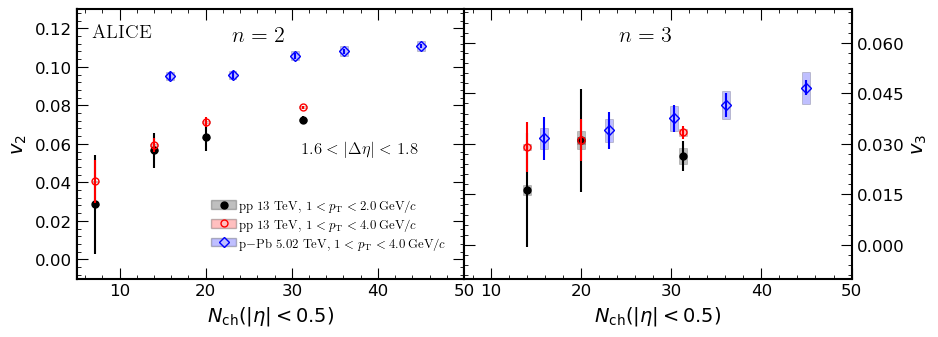 ALICE
n = 2
n = 3
0.12
0.10
0.08
0.06
0.04
0.02
0.00
v2
0.060
0.045
0.030
0.015
0.000
v3
1.6 < |Δη| < 1.8
pp 13 TeV, 1 < pT < 2.0 GeV/c
pp 13 TeV, 1 < pT < 4.0 GeV/c
p−Pb 5.02 TeV, 1 < pT < 4.0 GeV/c
10 20 30 40 50 10 20 30 40 50
Nch(|η| < 0.5) Nch(|η| < 0.5)